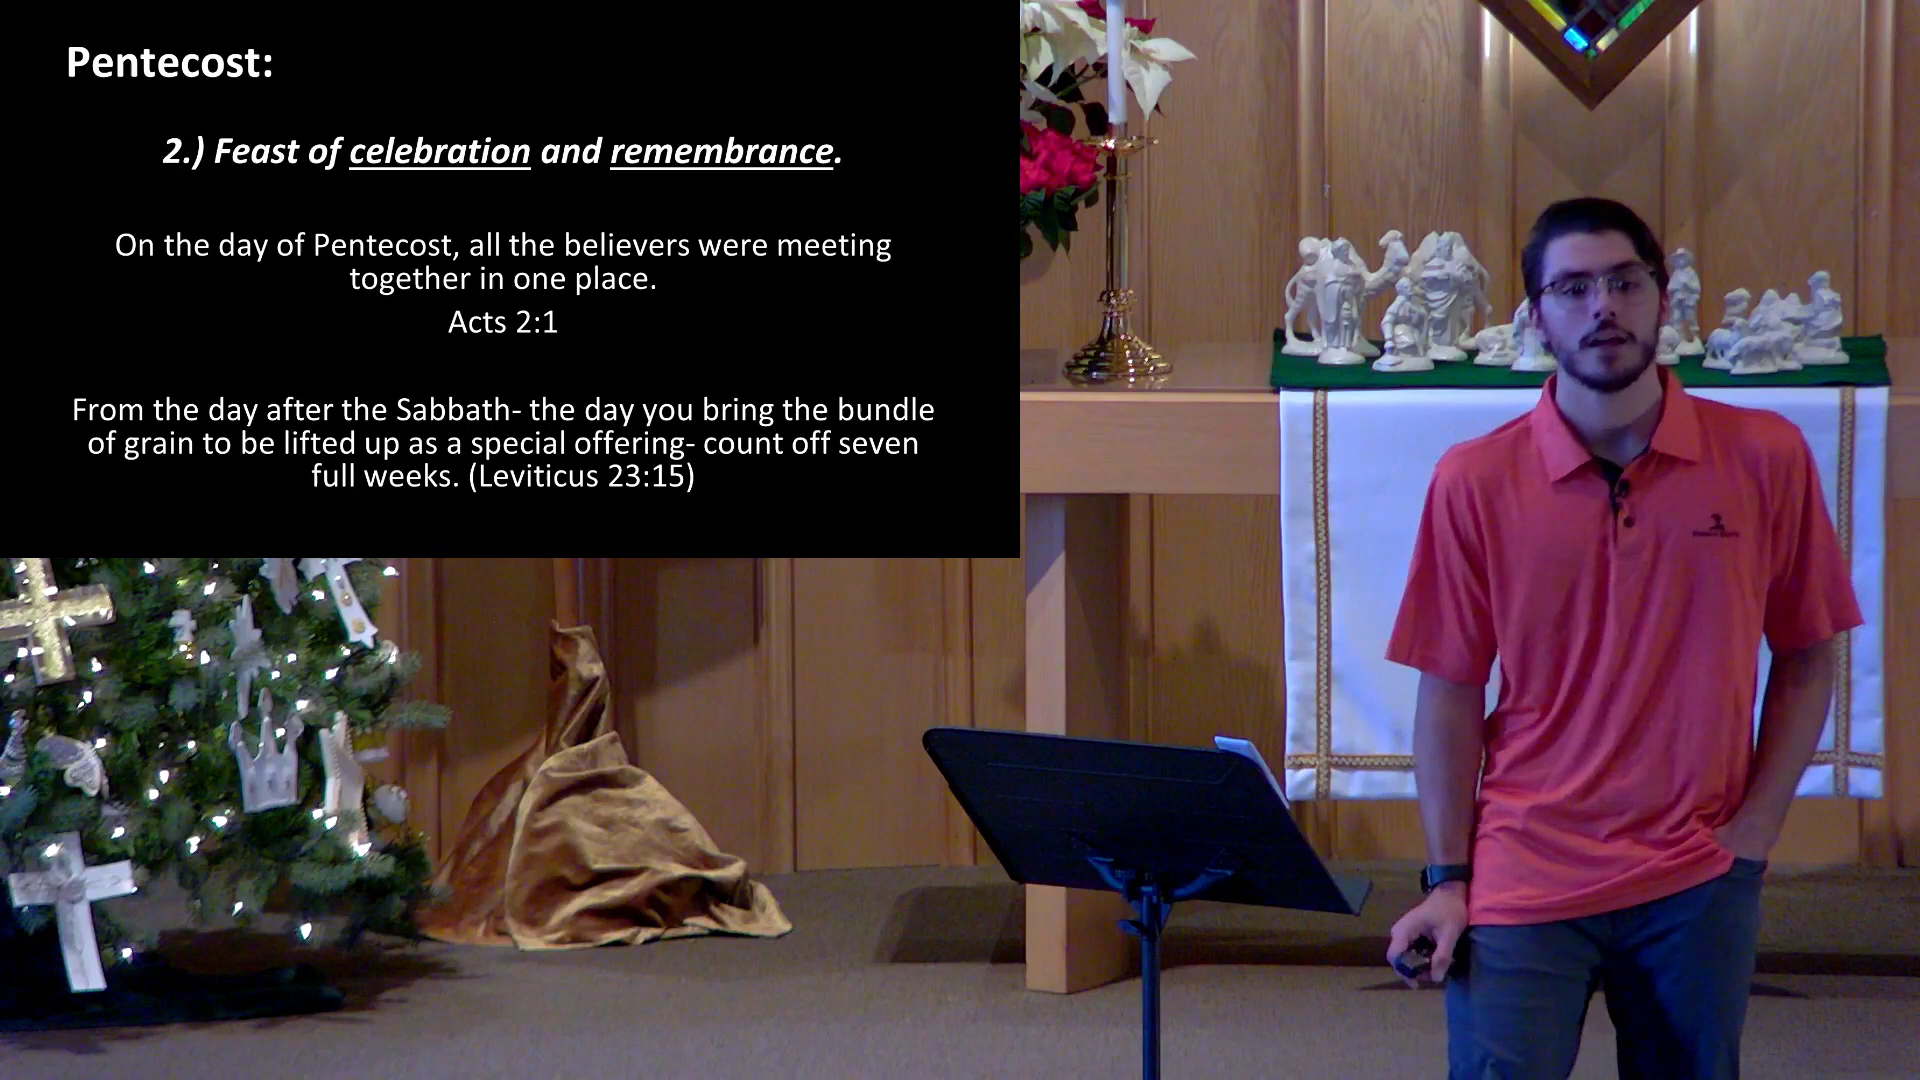 Pentecost:
2.) Feast of celebration and remembrance.
On the day of Pentecost, all the believers were meeting
together in one place.
Acts 2:1
From the day after the Sabbath- the day you bring the bundle
of grain to be lifted up as a special offering- count off seven
full weeks. (Leviticus 23:15)